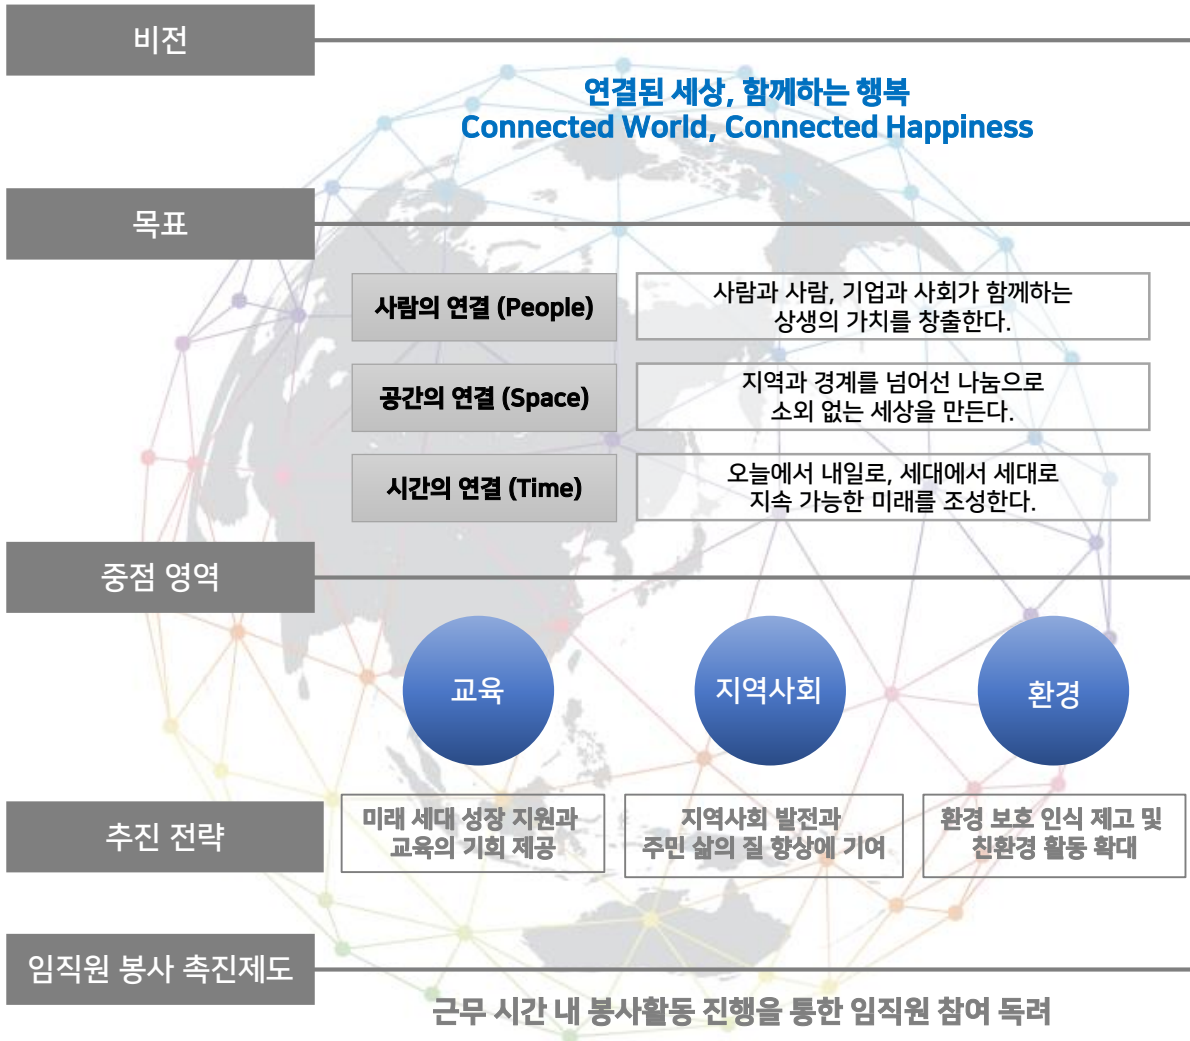 비전
연결된 세상, 함께하는 행복
Connected World, Connected Happiness
목표
사람의 연결 (People)
사람과 사람, 기업과 사회가 함께하는
상생의 가치를 창출한다.
공간의 연결 (Space)
지역과 경계를 넘어선 나눔으로
소외 없는 세상을 만든다.
시간의 연결 (Time)
오늘에서 내일로, 세대에서 세대로
지속 가능한 미래를 조성한다.
중점 영역
교육
지역사회
환경
추진 전략
미래 세대 성장 지원과
교육의 기회 제공
지역사회 발전과
주민 삶의 질 향상에 기여
환경 보호 인식 제고 및
친환경 활동 확대
임직원 봉사 촉진제도
근무 시간 내 봉사활동 진행을 통한 임직원 참여 독려